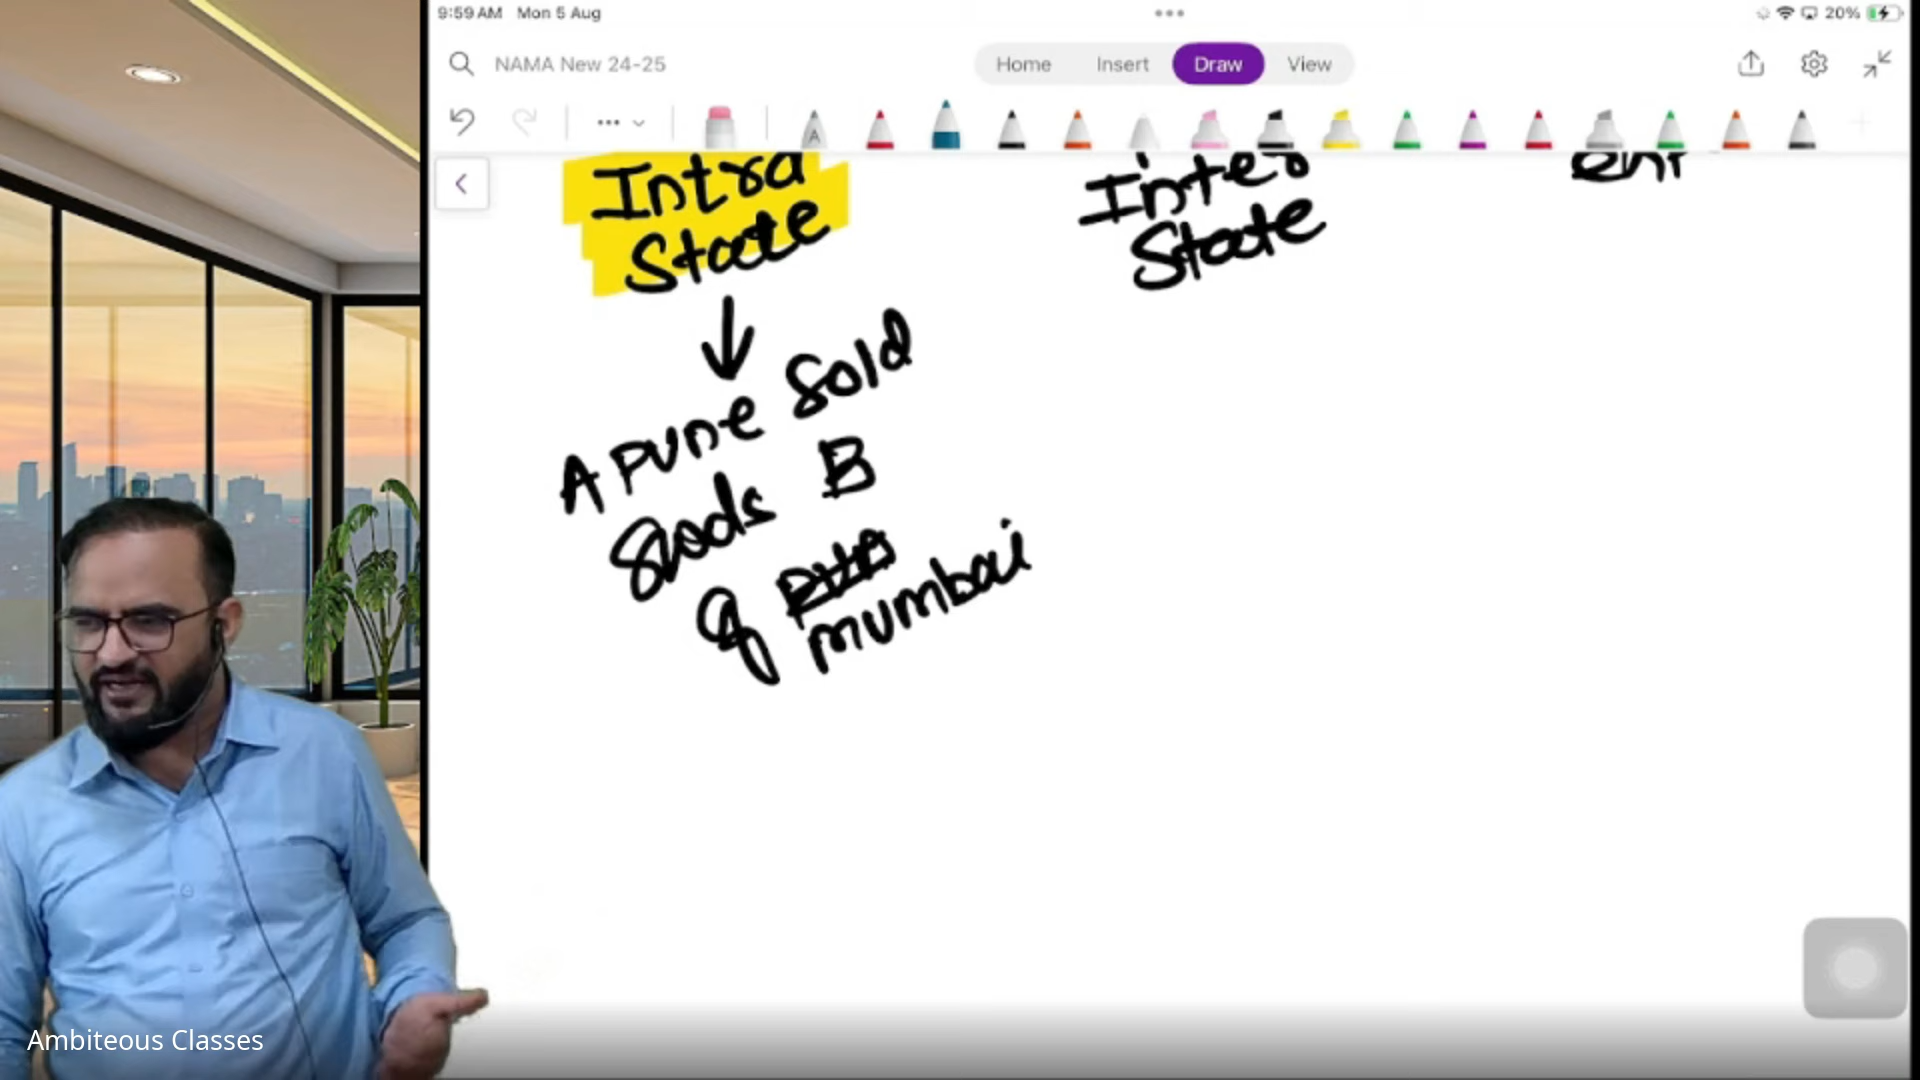 9:59 AM Mon 5 Aug
20%
NAMA New 24-25
Home Insert Draw View
A
Intra Inter
State State
A Pune Sold
Goods B
of
mumbai
Ambiteous Classes